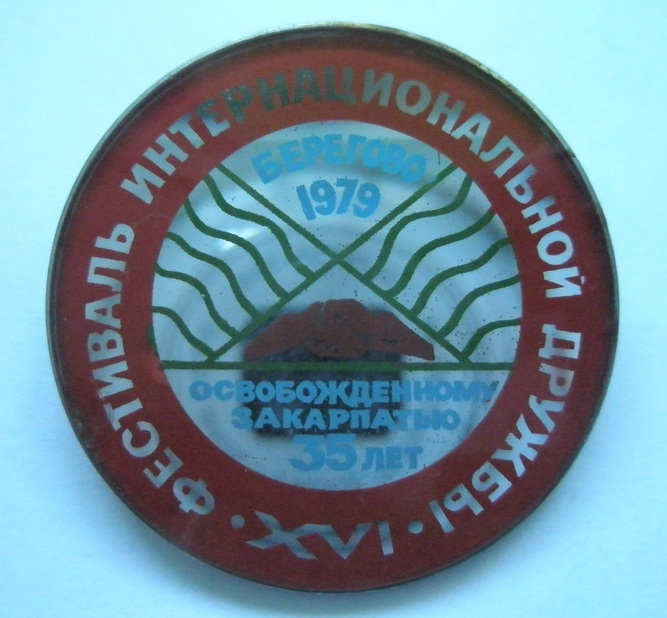 XVI · ФЕСТИВАЛЬ ИНТЕРНАЦИОНАЛЬНОЙ ДРУЖБЫ ·
БЕРЕГОВО
1979
ОСВОБОЖДЕННОМУ
ЗАКАРПАТЬЮ
35 ЛЕТ